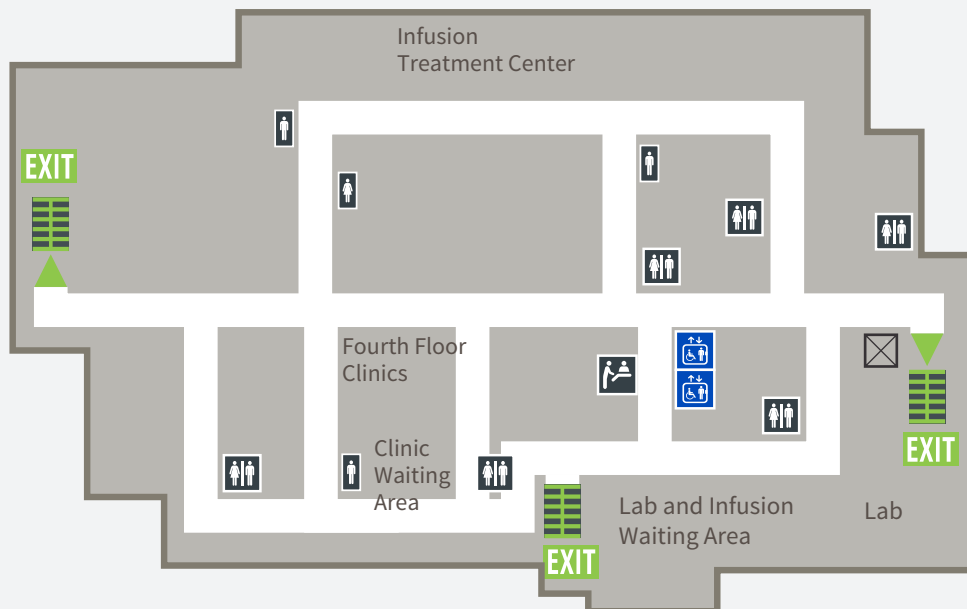 Infusion
Treatment Center
EXIT
Fourth Floor
Clinics
Clinic
Waiting
Area
EXIT
Lab and Infusion
Waiting Area
Lab
EXIT